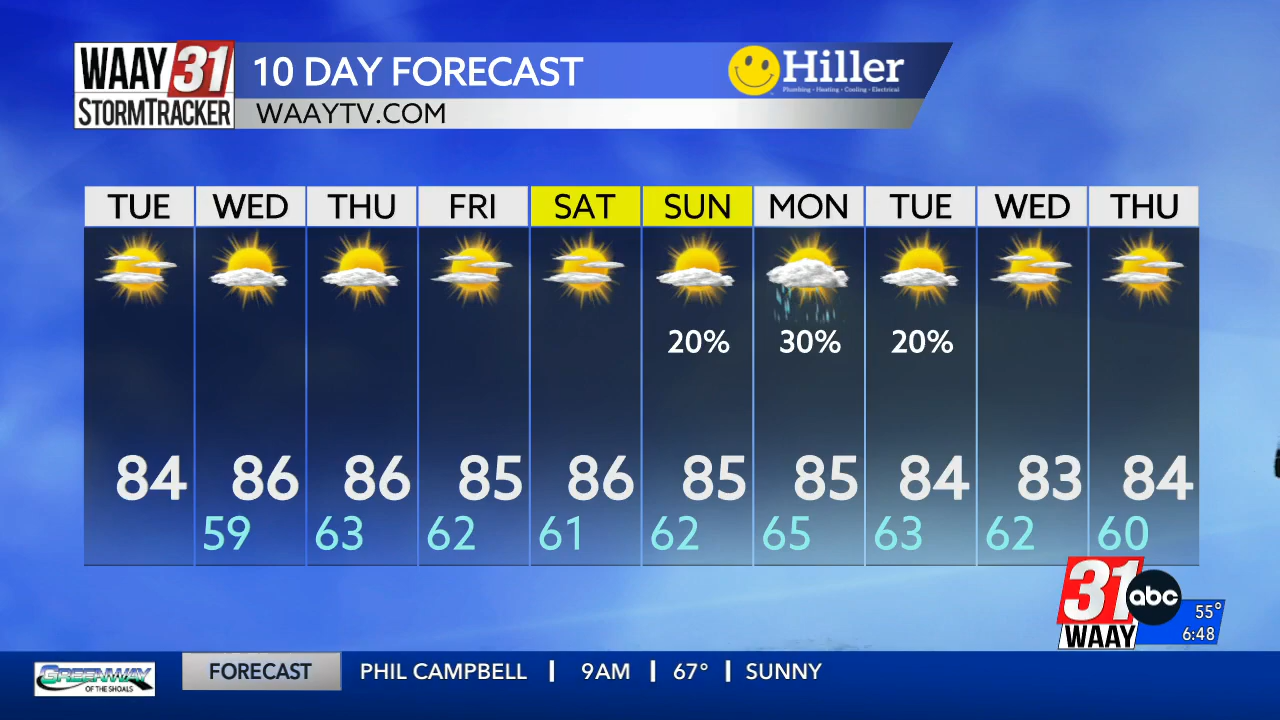 WAAY 31
STORMTRACKER
10 DAY FORECAST
WAAYTV.COM
Hiller
Plumbing • Heating • Cooling • Electrical
TUE WED THU FRI SAT SUN MON TUE WED THU
20% 30% 20%
84 86 86 85 86 85 85 84 83 84
59 63 62 61 62 65 63 62 60
31
WAAY
abc
55°
6:48
GREENWAY
OF THE SHOALS
FORECAST
PHIL CAMPBELL | 9AM | 67° | SUNNY